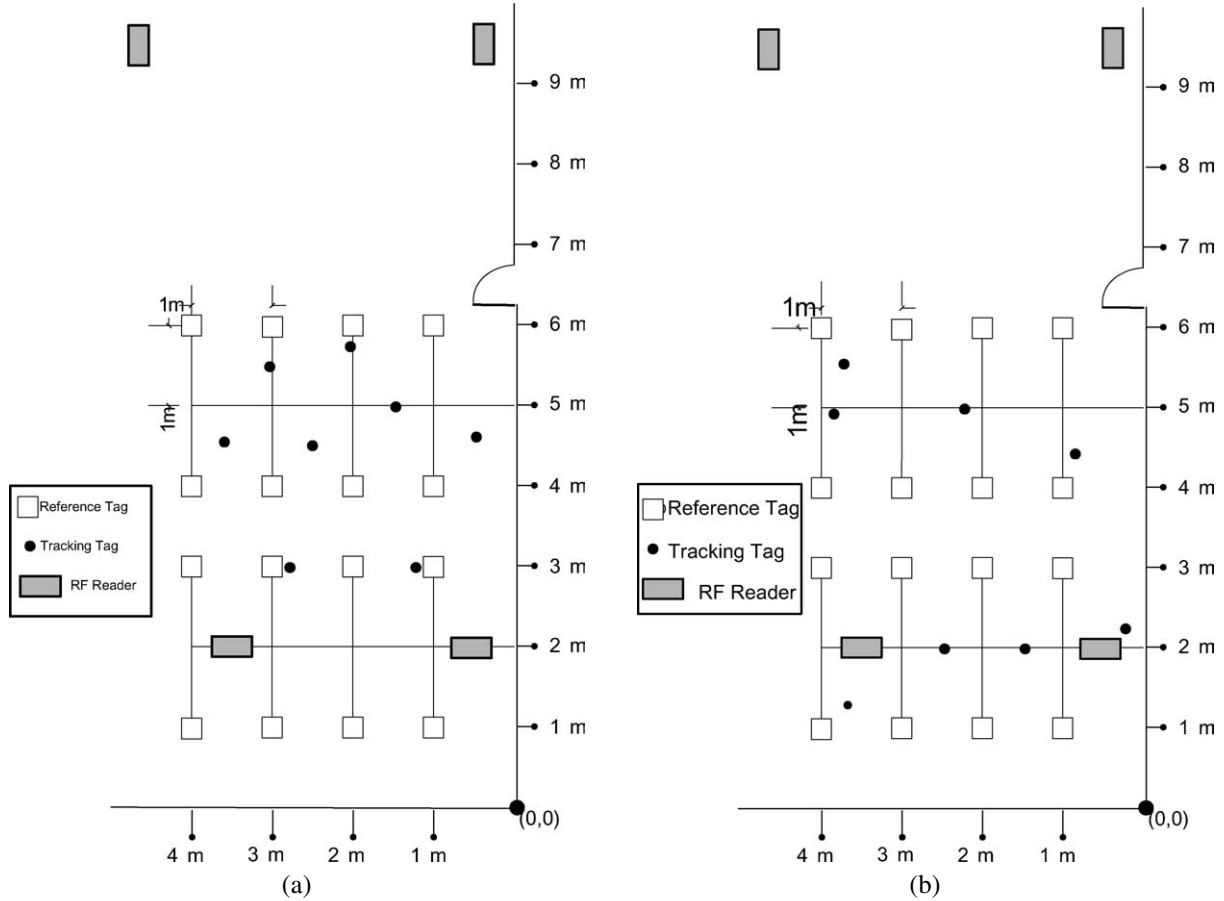 9 m
8 m
7 m
1m
6 m
1m
5 m
4 m
Reference Tag
Tracking Tag
RF Reader
3 m
2 m
1 m
(0,0)
4 m
3 m
2 m
1 m
(a)
9 m
8 m
7 m
1m
6 m
1m
5 m
4 m
Reference Tag
Tracking Tag
RF Reader
3 m
2 m
1 m
(0,0)
4 m
3 m
2 m
1 m
(b)